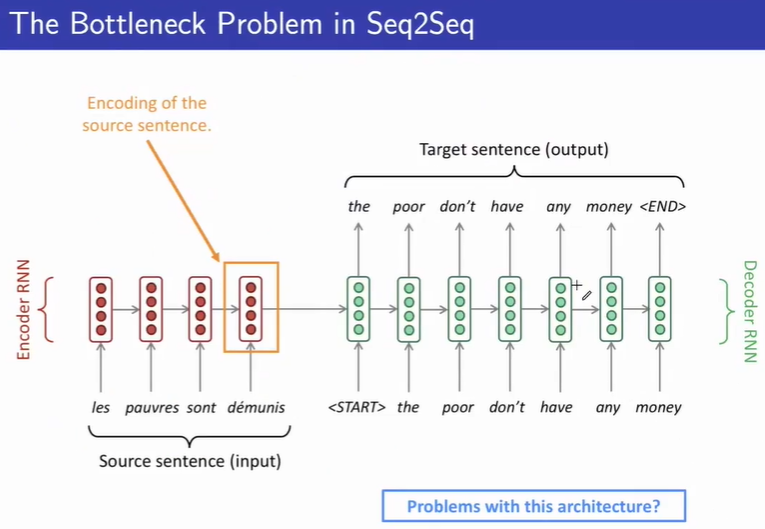 The Bottleneck Problem in Seq2Seq
Encoding of the
source sentence.
Target sentence (output)
the poor don't have any money <END>
Encoder RNN
Decoder RNN
les pauvres sont démunis
<START> the poor don't have any money
Source sentence (input)
Problems with this architecture?